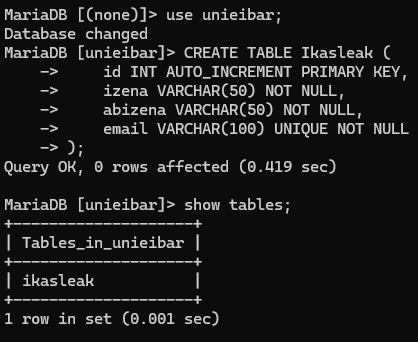 MariaDB [(none)]> use unieibar;
Database changed
MariaDB [unieibar]> CREATE TABLE Ikasleak (
    ->     id INT AUTO_INCREMENT PRIMARY KEY,
    ->     izena VARCHAR(50) NOT NULL,
    ->     abizena VARCHAR(50) NOT NULL,
    ->     email VARCHAR(100) UNIQUE NOT NULL
    -> );
Query OK, 0 rows affected (0.419 sec)

MariaDB [unieibar]> show tables;
+--------------------+
| Tables_in_unieibar |
+--------------------+
| ikasleak           |
+--------------------+
1 row in set (0.001 sec)